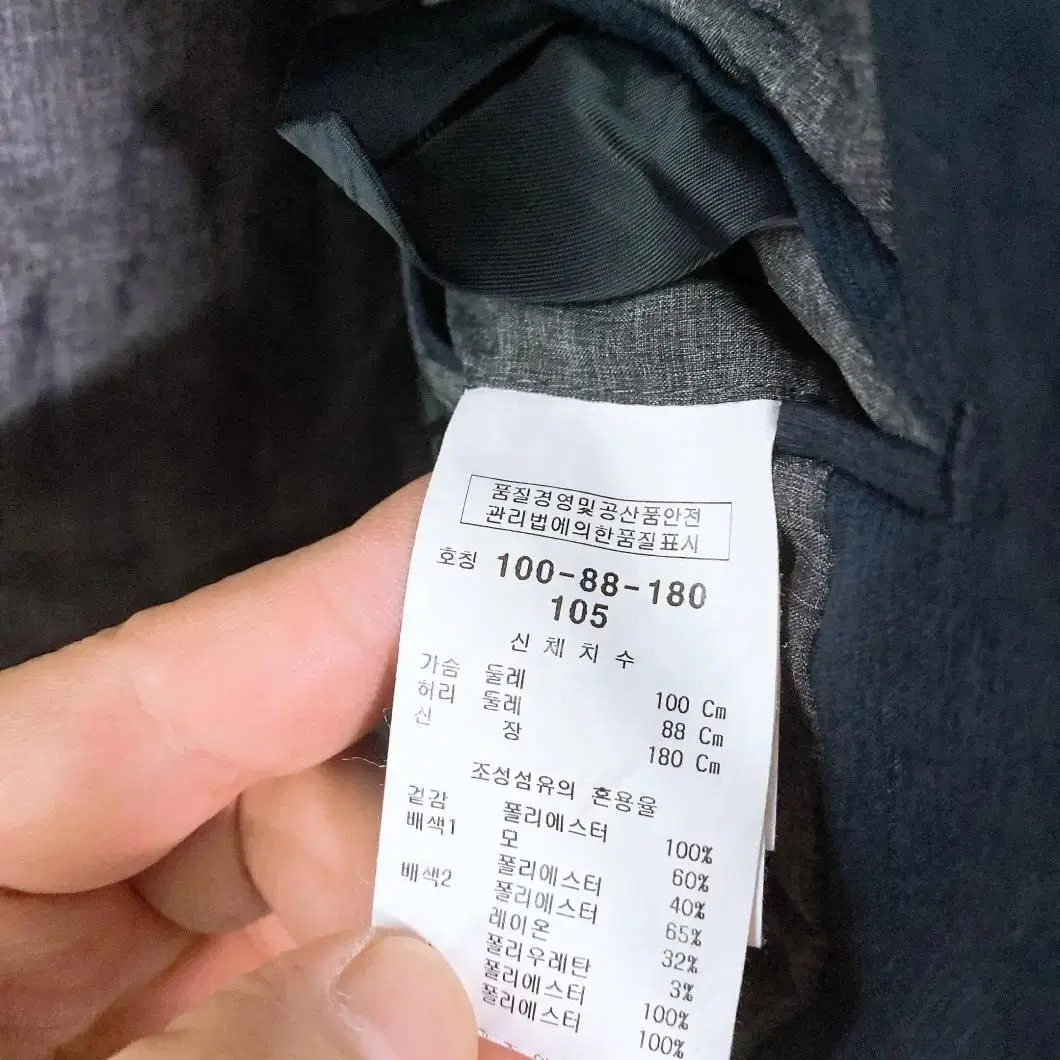 품질경영및공산품안전
관리법에의한품질표시
호칭 100-88-180
105
신 체 치 수
가슴 둘레 100 Cm
허리 둘레 88 Cm
신 장 180 Cm
조성섬유의 혼용율
겉감 폴리에스터 100%
배색1 모 60%
폴리에스터 40%
배색2 폴리에스터 65%
레이온 32%
폴리우레탄 3%
폴리에스터 100%
폴리에스터 100%